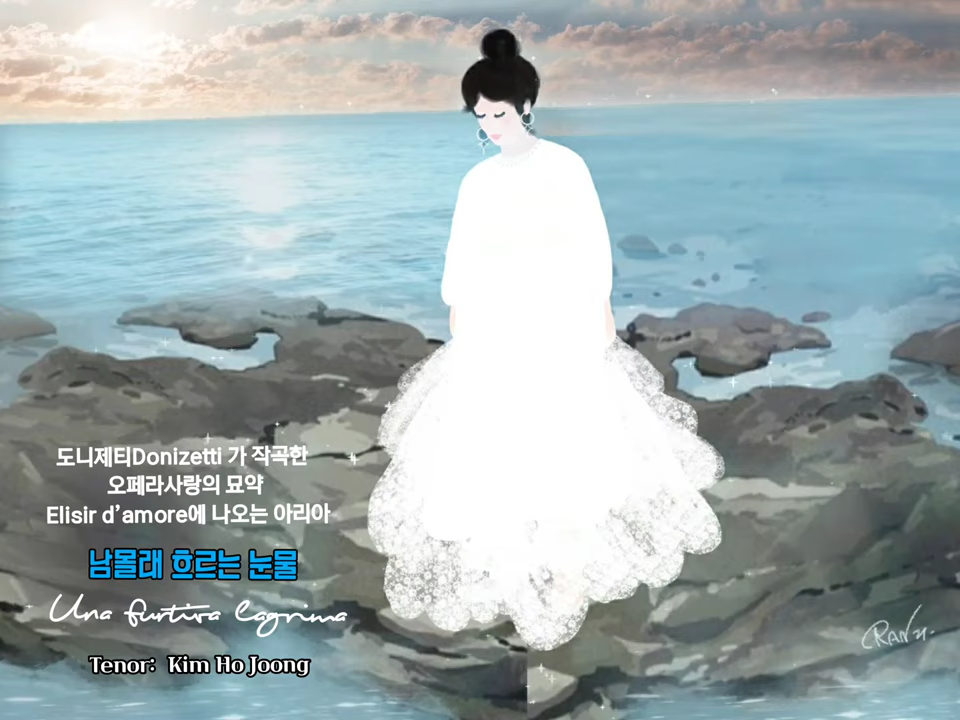 도니제티Donizetti 가 작곡한
오페라사랑의 묘약
Elisir d’amore에 나오는 아리아
남몰래 흐르는 눈물
Una furtiva lagrima
Tenor: Kim Ho Joong
CRAN 21.